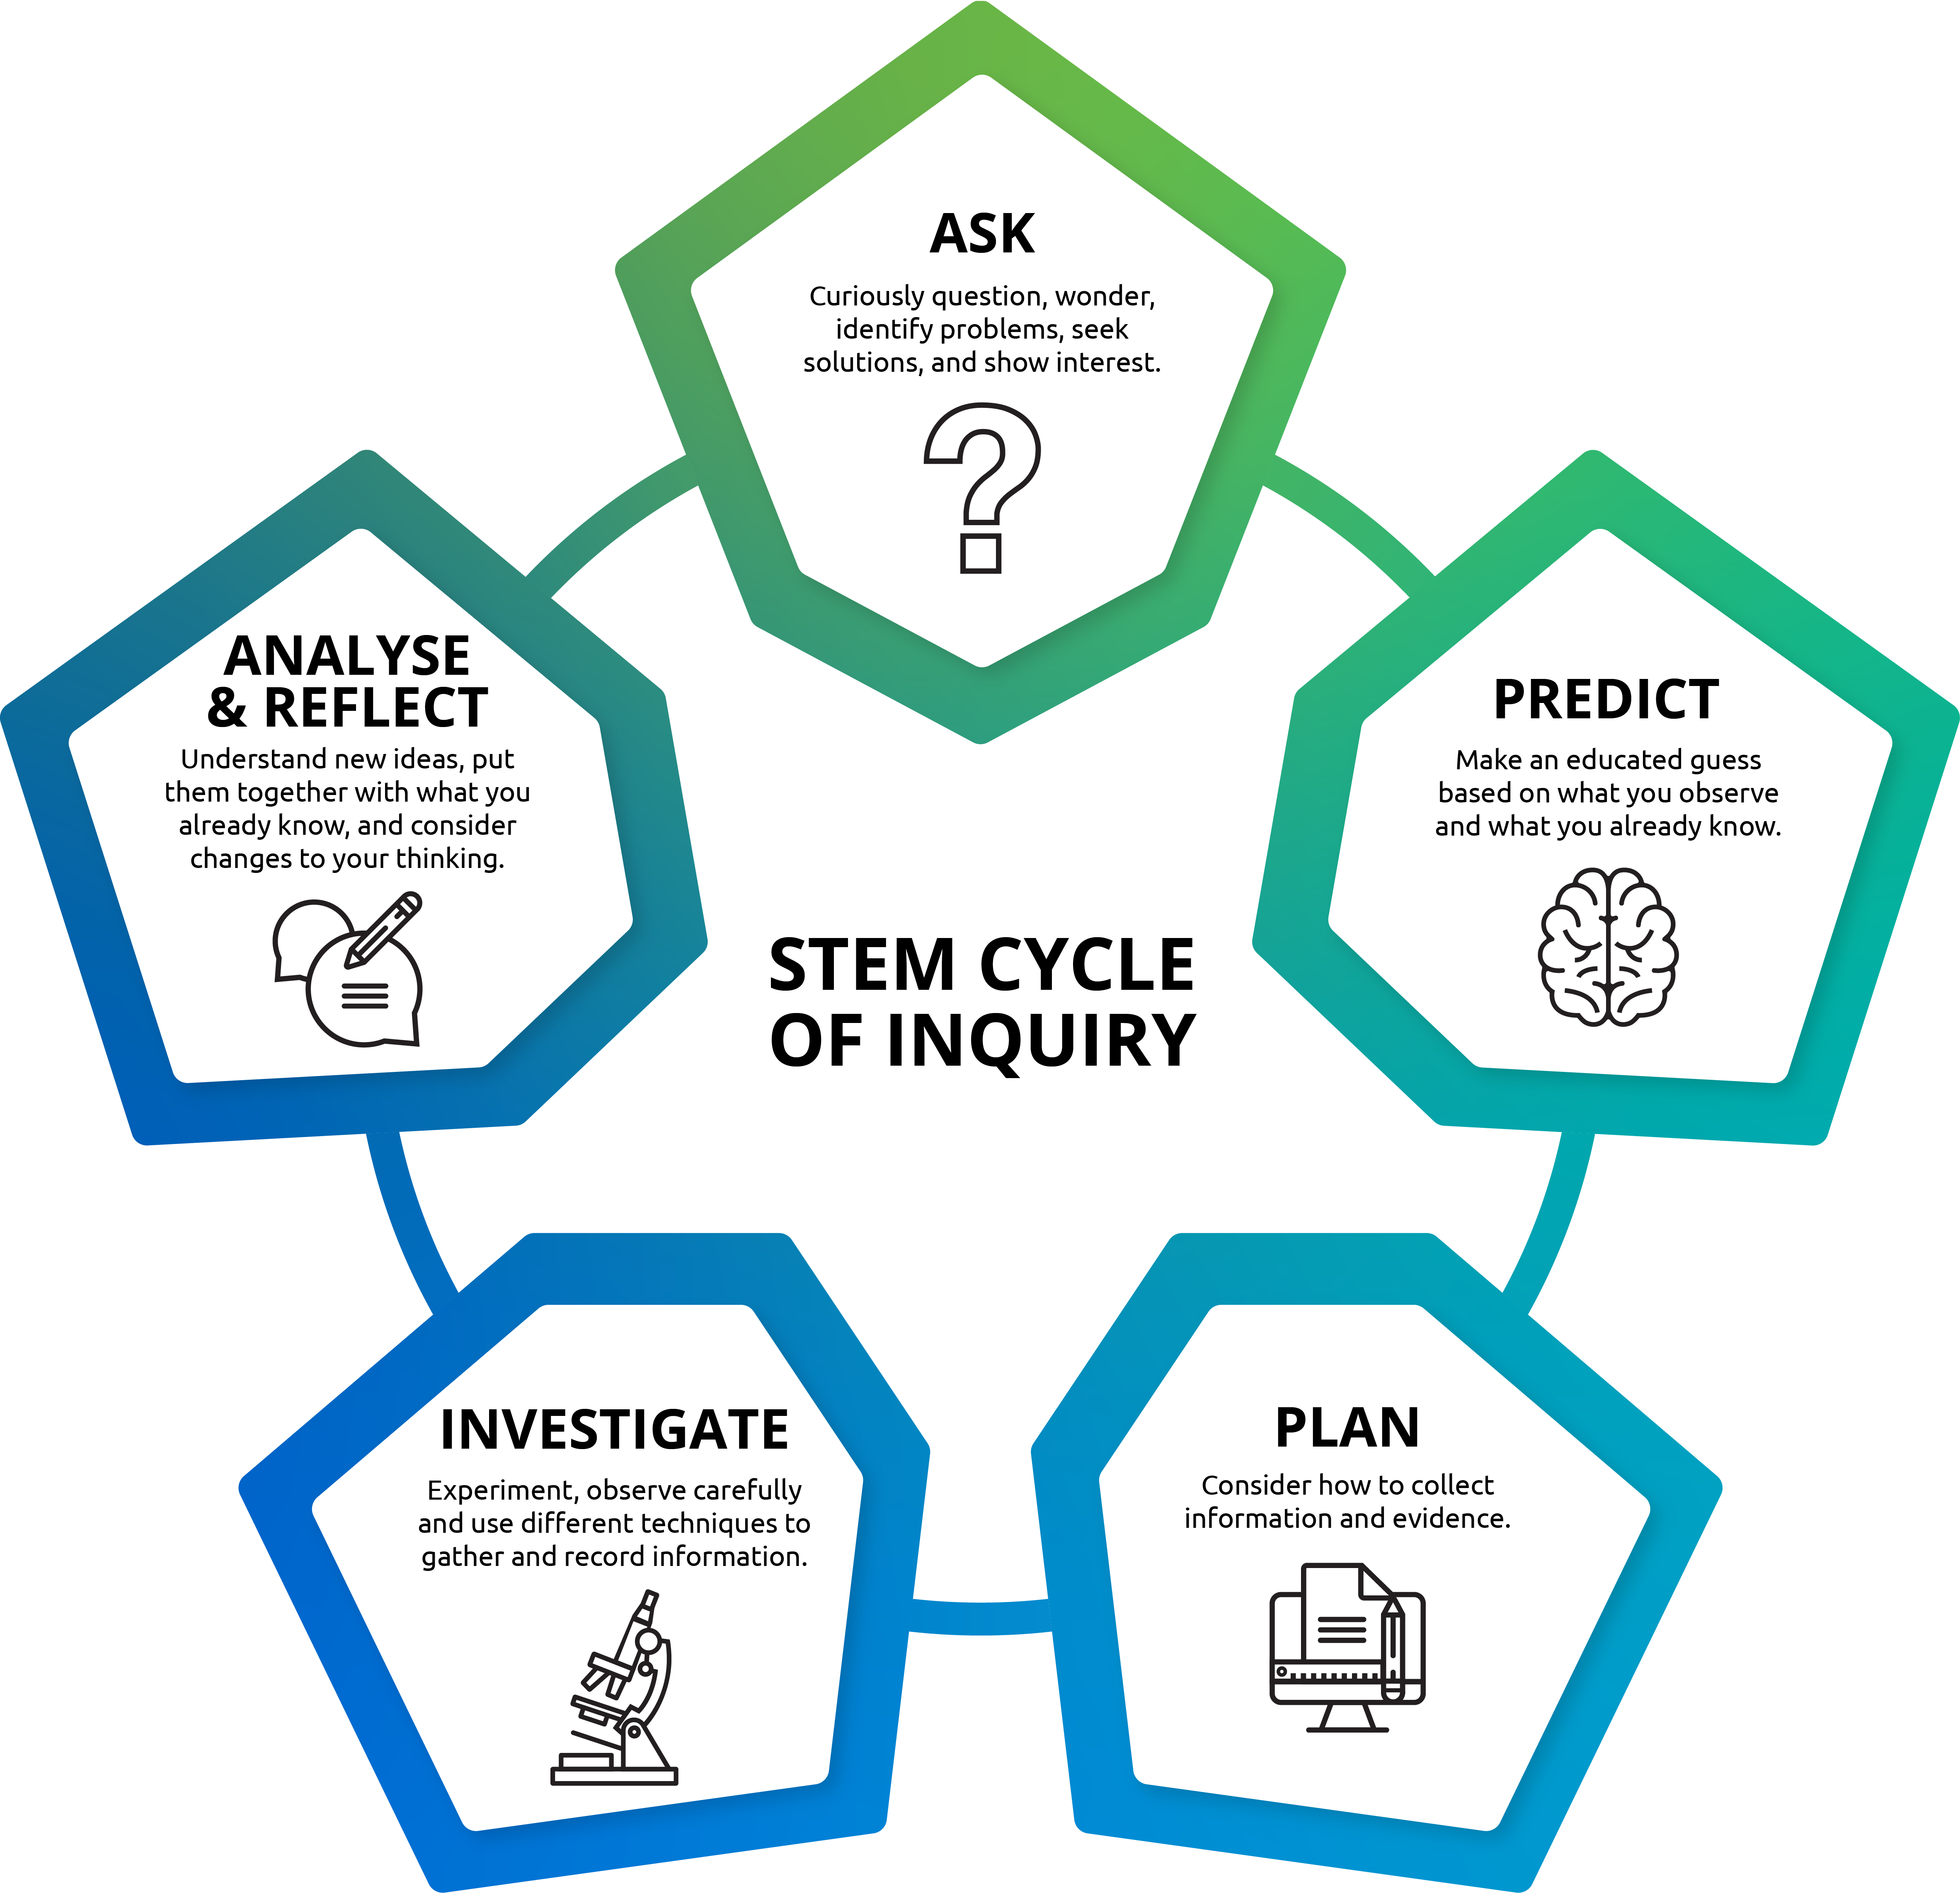 ASK
Curiously question, wonder,
identify problems, seek
solutions, and show interest.
PREDICT
Make an educated guess
based on what you observe
and what you already know.
PLAN
Consider how to collect
information and evidence.
INVESTIGATE
Experiment, observe carefully
and use different techniques to
gather and record information.
ANALYSE
& REFLECT
Understand new ideas, put
them together with what you
already know, and consider
changes to your thinking.
STEM CYCLE
OF INQUIRY